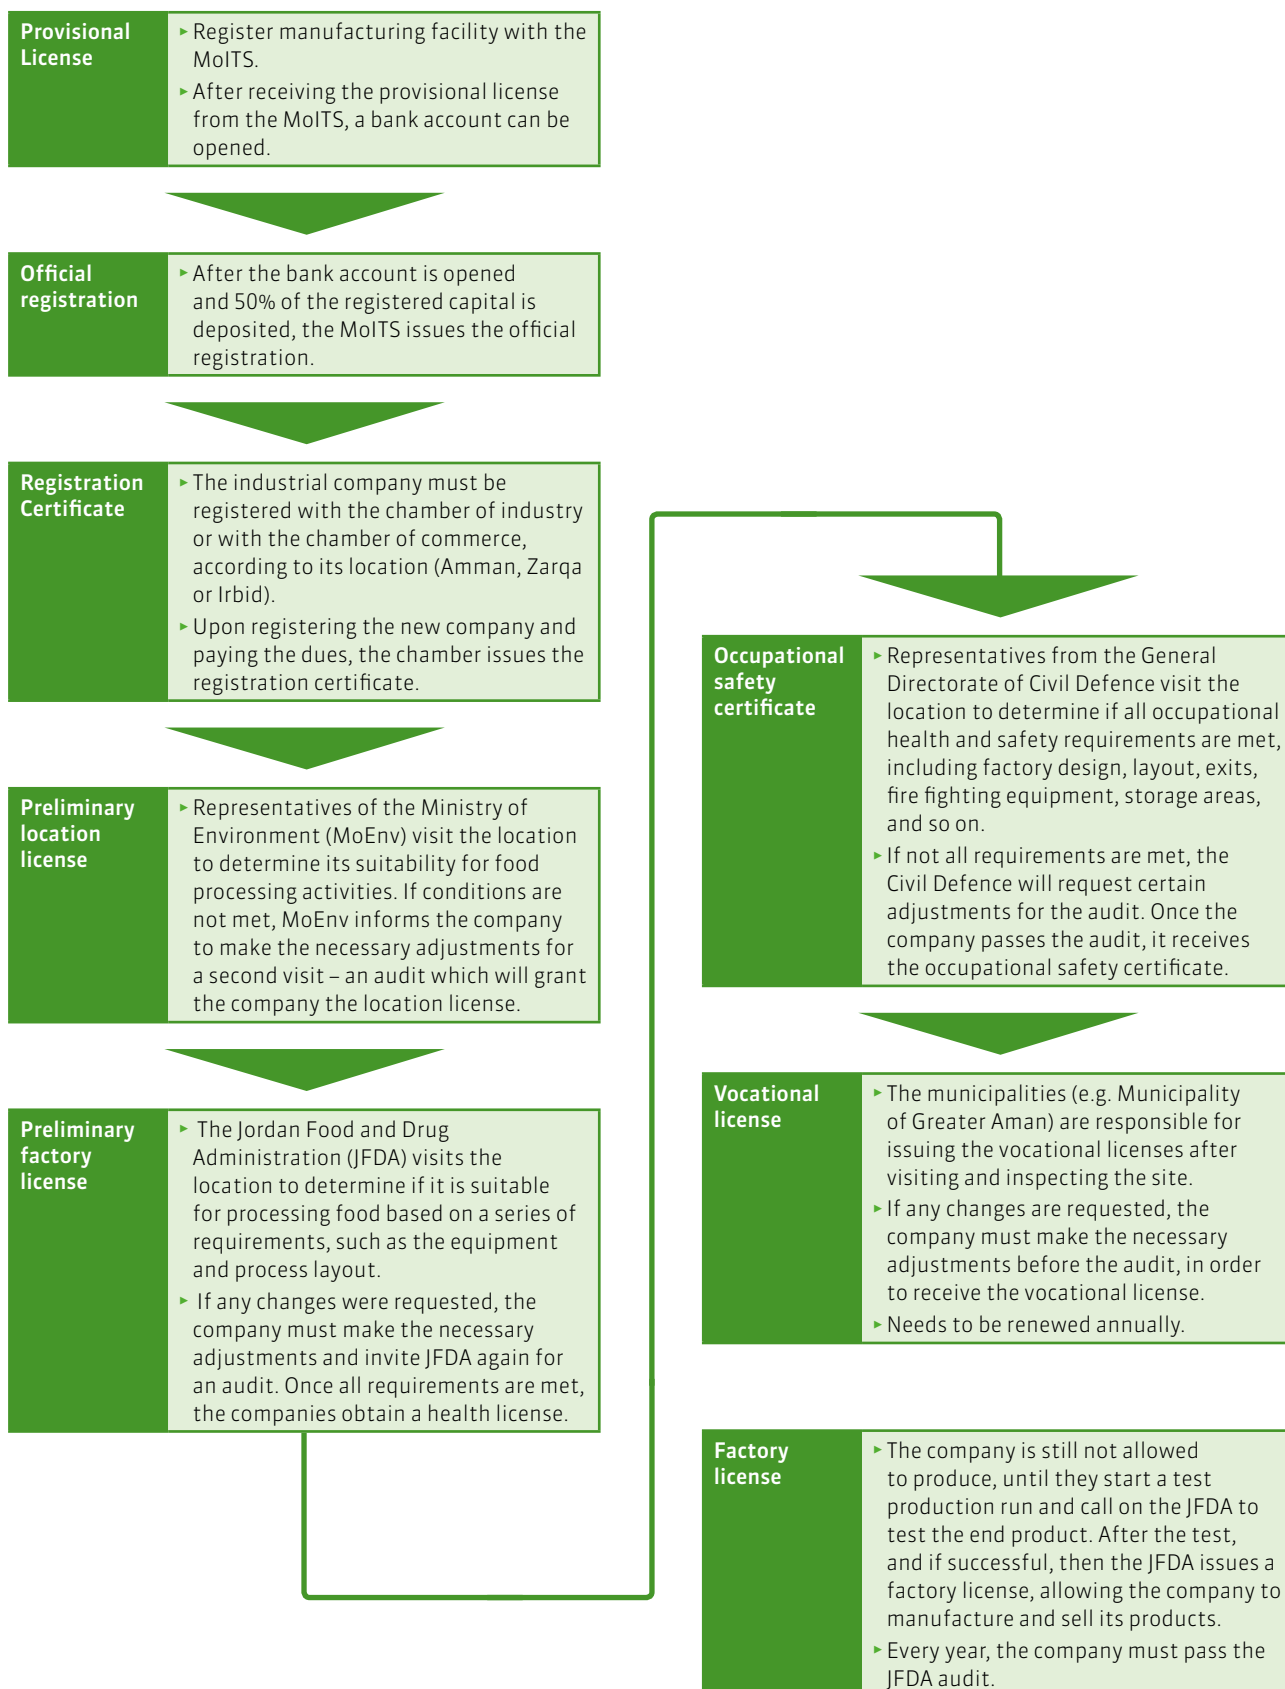 Provisional
License
▸ Register manufacturing facility with the
MoITS.
▸ After receiving the provisional license
from the MoITS, a bank account can be
opened.
Official
registration
▸ After the bank account is opened
and 50% of the registered capital is
deposited, the MoITS issues the official
registration.
Registration
Certificate
▸ The industrial company must be
registered with the chamber of industry
or with the chamber of commerce,
according to its location (Amman, Zarqa
or Irbid).
▸ Upon registering the new company and
paying the dues, the chamber issues the
registration certificate.
Preliminary
location
license
▸ Representatives of the Ministry of
Environment (MoEnv) visit the location
to determine its suitability for food
processing activities. If conditions are
not met, MoEnv informs the company
to make the necessary adjustments for
a second visit – an audit which will grant
the company the location license.
Preliminary
factory
license
▸ The Jordan Food and Drug
Administration (JFDA) visits the
location to determine if it is suitable
for processing food based on a series of
requirements, such as the equipment
and process layout.
▸ If any changes were requested, the
company must make the necessary
adjustments and invite JFDA again for
an audit. Once all requirements are met,
the companies obtain a health license.
Occupational
safety
certificate
▸ Representatives from the General
Directorate of Civil Defence visit the
location to determine if all occupational
health and safety requirements are met,
including factory design, layout, exits,
fire fighting equipment, storage areas,
and so on.
▸ If not all requirements are met, the
Civil Defence will request certain
adjustments for the audit. Once the
company passes the audit, it receives
the occupational safety certificate.
Vocational
license
▸ The municipalities (e.g. Municipality
of Greater Aman) are responsible for
issuing the vocational licenses after
visiting and inspecting the site.
▸ If any changes are requested, the
company must make the necessary
adjustments before the audit, in order
to receive the vocational license.
▸ Needs to be renewed annually.
Factory
license
▸ The company is still not allowed
to produce, until they start a test
production run and call on the JFDA to
test the end product. After the test,
and if successful, then the JFDA issues a
factory license, allowing the company to
manufacture and sell its products.
▸ Every year, the company must pass the
JFDA audit.